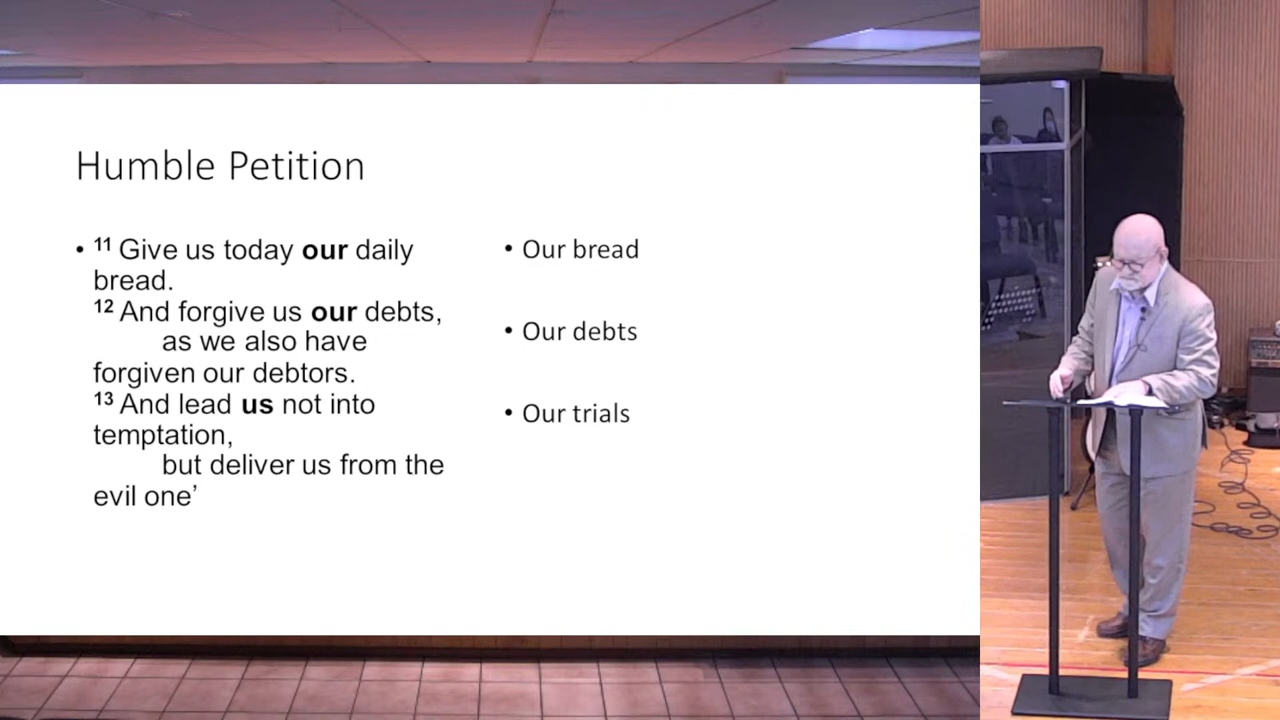 Humble Petition
• ¹¹ Give us today our daily
bread.
¹² And forgive us our debts,
as we also have
forgiven our debtors.
¹³ And lead us not into
temptation,
but deliver us from the
evil one’
• Our bread
• Our debts
• Our trials